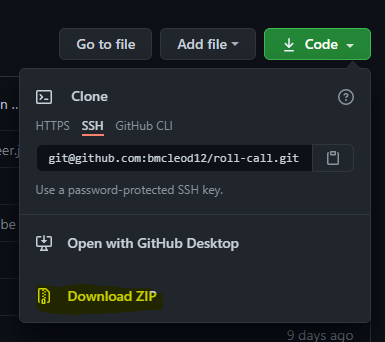 Go to file Add file Code
n ...
Clone
HTTPS SSH GitHub CLI
eer.j
git@github.com:bmcleod12/roll-call.git
Use a password-protected SSH key.
be
Open with GitHub Desktop
Download ZIP
9 days ago